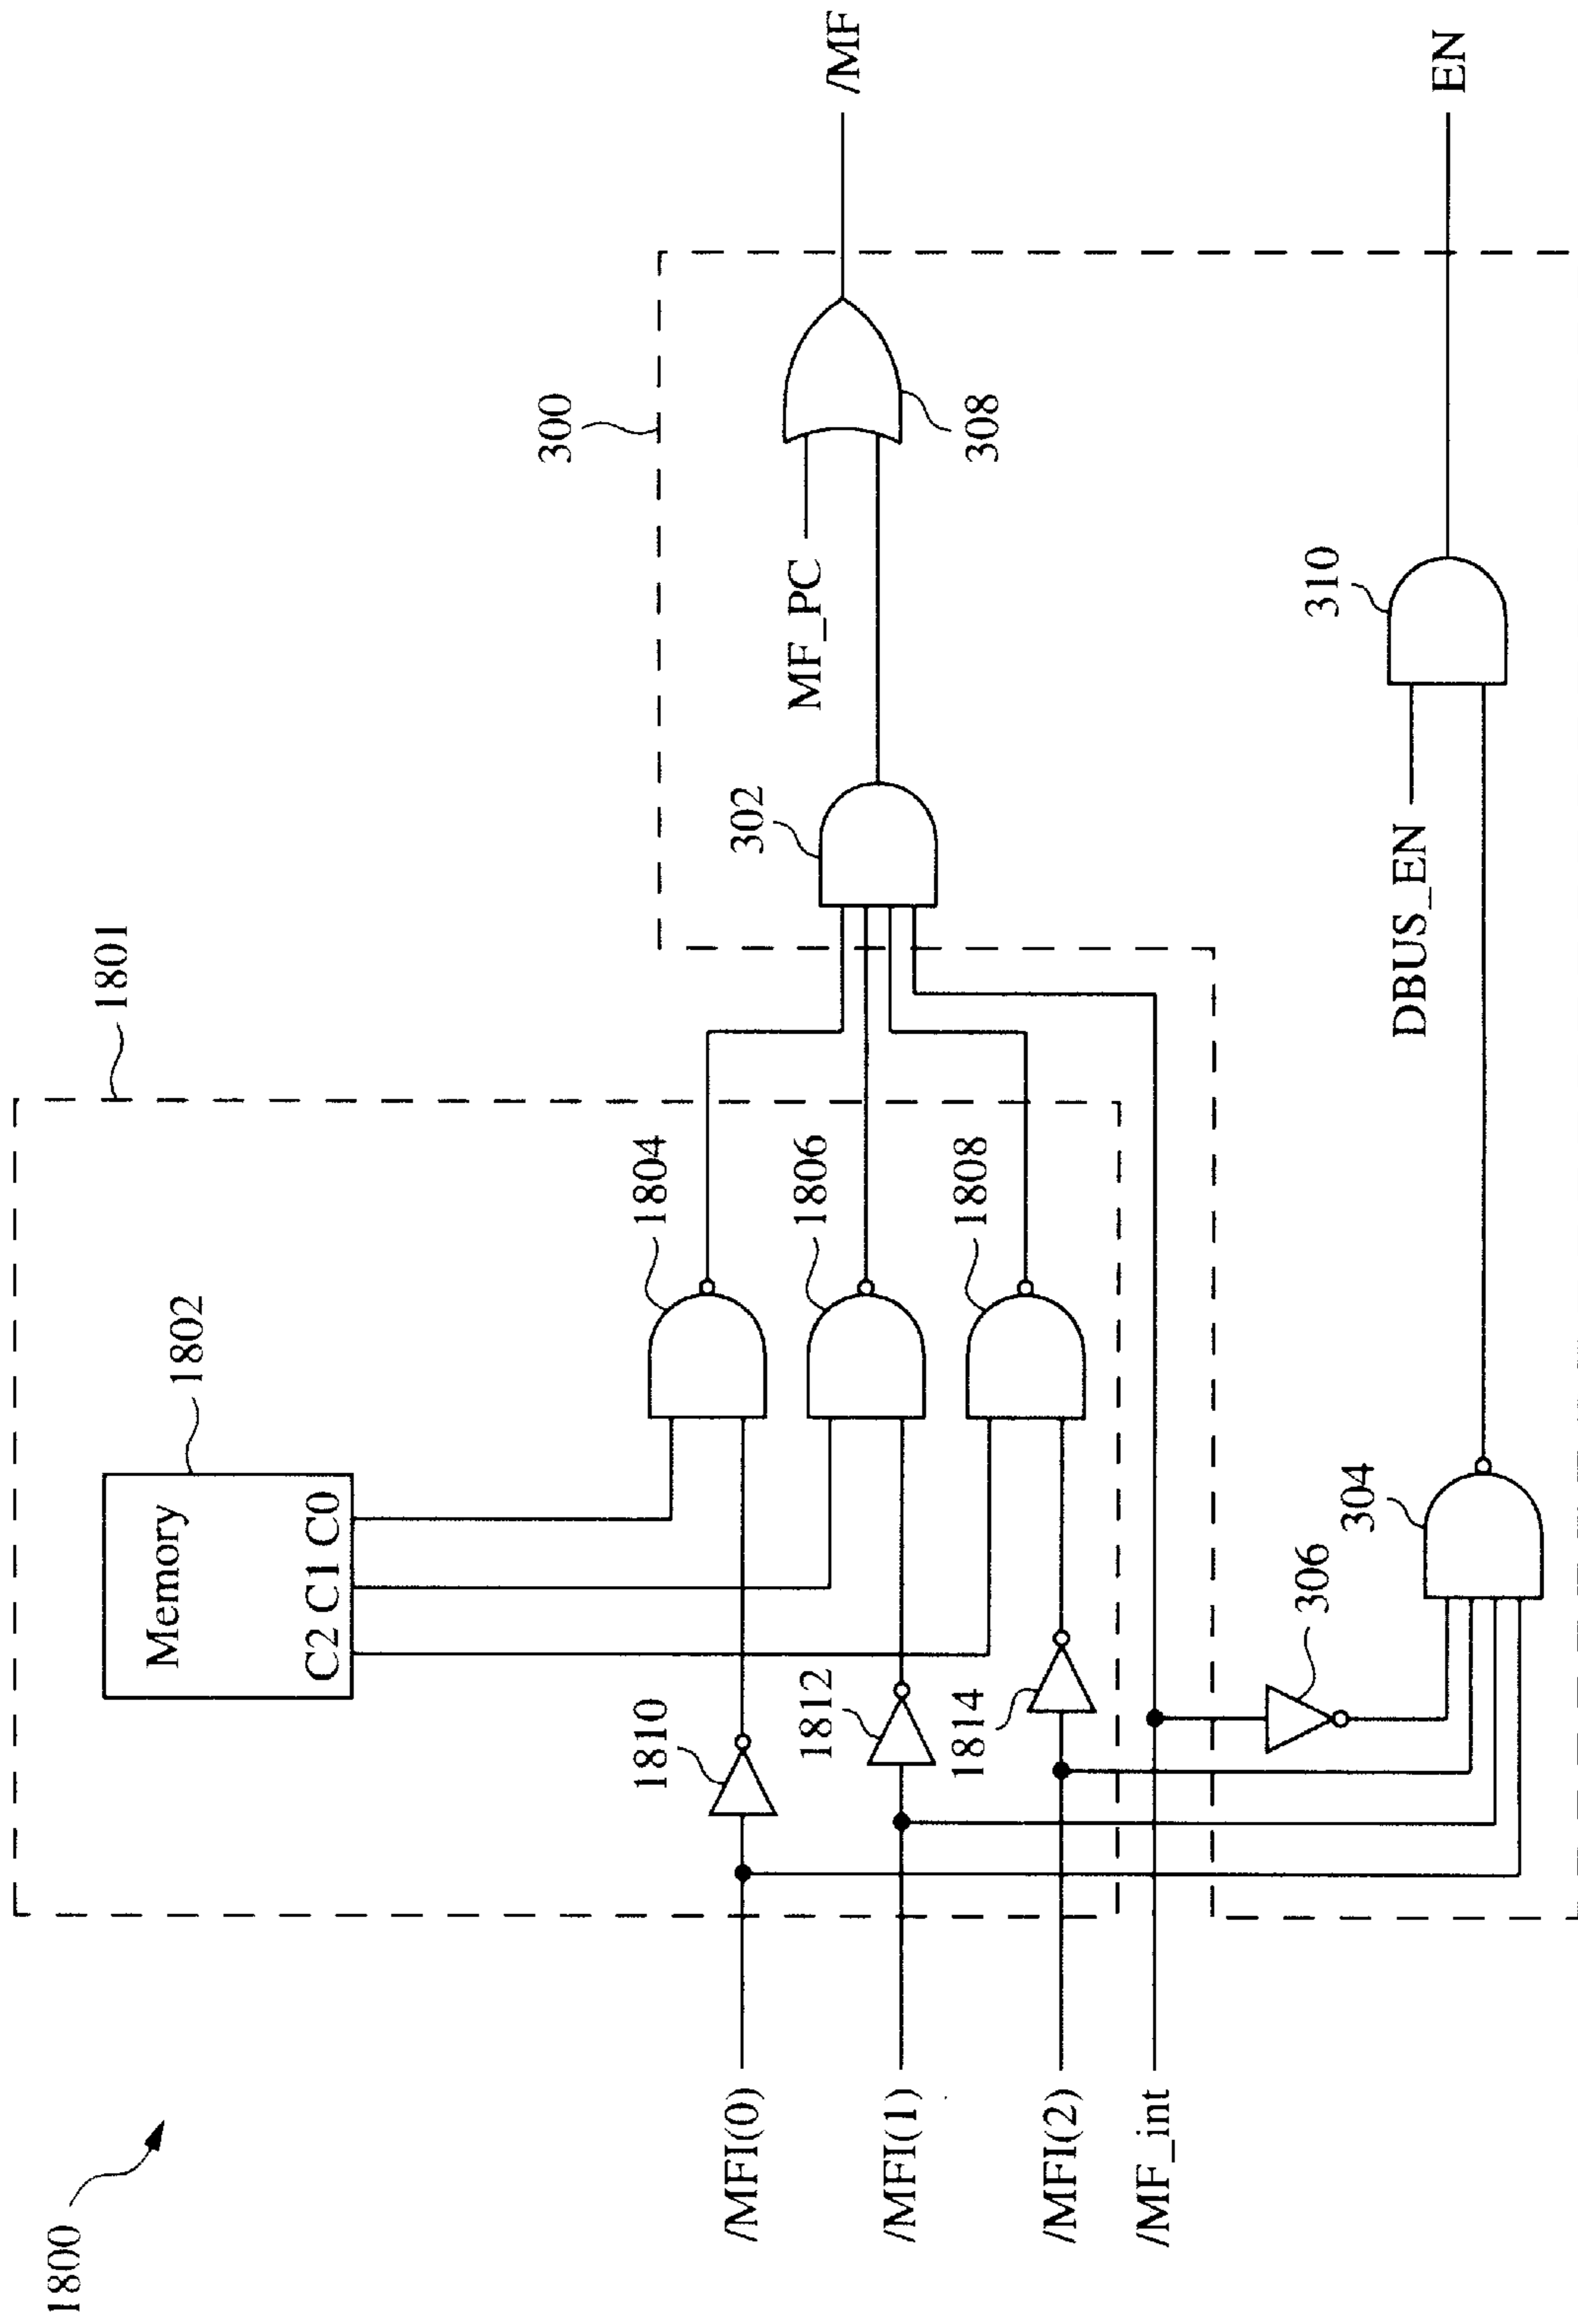 1800
1801
Memory
1802
C2 C1 C0
1804
1806
1808
1810
1812
1814
/MFI(0)
/MFI(1)
/MFI(2)
/MF_int
300
302
MF_PC
308
/MF
304
306
DBUS_EN
310
EN